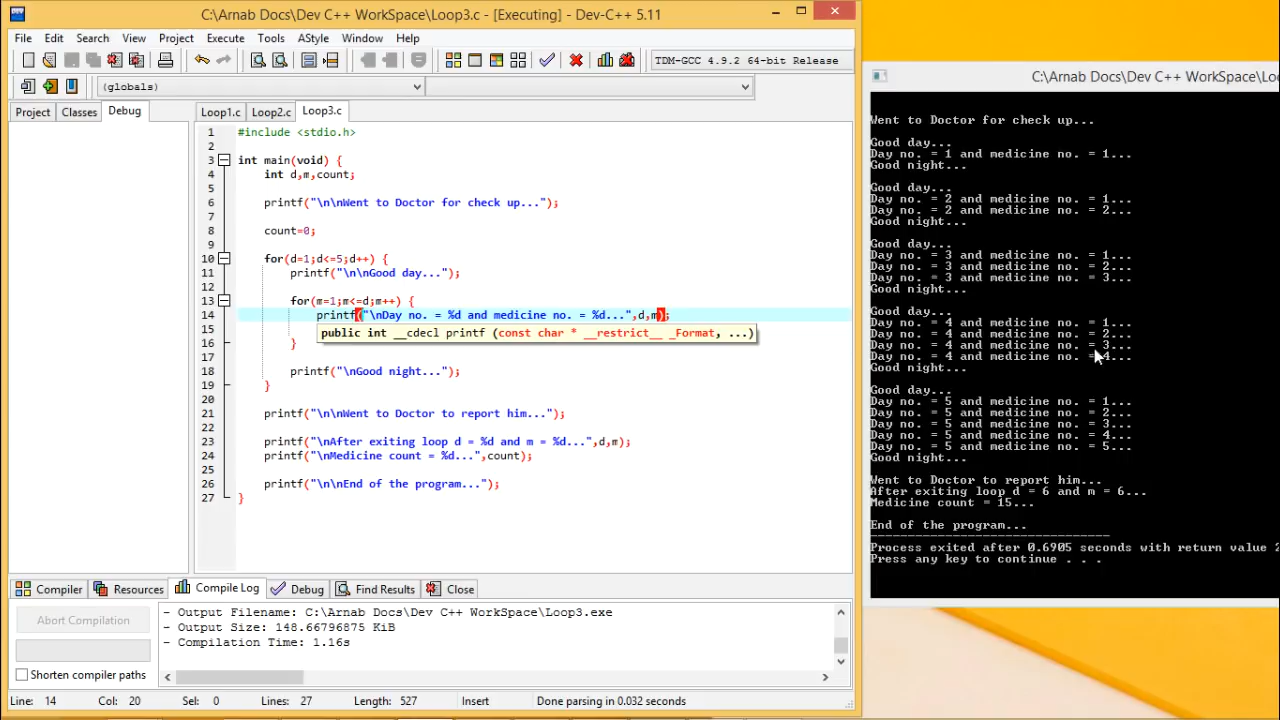 C:\Arnab Docs\Dev C++ WorkSpace\Loop3.c - [Executing] - Dev-C++ 5.11
File Edit Search View Project Execute Tools AStyle Window Help
TDM-GCC 4.9.2 64-bit Release
(globals)
Project Classes Debug
Loop1.c Loop2.c Loop3.c
1 #include <stdio.h>
2
3 int main(void) {
4 int d,m,count;
5
6 printf("\n\nWent to Doctor for check up...");
7
8 count=0;
9
10 for(d=1;d<=5;d++) {
11 printf("\n\nGood day...");
12
13 for(m=1;m<=d;m++) {
14 printf("\nDay no. = %d and medicine no. = %d...",d,m);
15 public int __cdecl printf (const char * __restrict__ _Format, ...)
16 }
17
18 printf("\nGood night...");
19 }
20
21 printf("\n\nWent to Doctor to report him...");
22
23 printf("\nAfter exiting loop d = %d and m = %d...",d,m);
24 printf("\nMedicine count = %d...",count);
25
26 printf("\n\nEnd of the program...");
27 }
Compiler Resources Compile Log Debug Find Results Close
Abort Compilation
Shorten compiler paths
- Output Filename: C:\Arnab Docs\Dev C++ WorkSpace\Loop3.exe
- Output Size: 148.66796875 KiB
- Compilation Time: 1.16s
Line: 14 Col: 20 Sel: 0 Lines: 27 Length: 527 Insert Done parsing in 0.032 seconds
C:\Arnab Docs\Dev C++ WorkSpace\Lo
Went to Doctor for check up...
Good day...
Day no. = 1 and medicine no. = 1...
Good night...
Good day...
Day no. = 2 and medicine no. = 1...
Day no. = 2 and medicine no. = 2...
Good night...
Good day...
Day no. = 3 and medicine no. = 1...
Day no. = 3 and medicine no. = 2...
Day no. = 3 and medicine no. = 3...
Good night...
Good day...
Day no. = 4 and medicine no. = 1...
Day no. = 4 and medicine no. = 2...
Day no. = 4 and medicine no. = 3...
Day no. = 4 and medicine no. = 4...
Good night...
Good day...
Day no. = 5 and medicine no. = 1...
Day no. = 5 and medicine no. = 2...
Day no. = 5 and medicine no. = 3...
Day no. = 5 and medicine no. = 4...
Day no. = 5 and medicine no. = 5...
Good night...
Went to Doctor to report him...
After exiting loop d = 6 and m = 6...
Medicine count = 15...
End of the program...
--------------------------------
Process exited after 0.6905 seconds with return value 2
Press any key to continue . . .